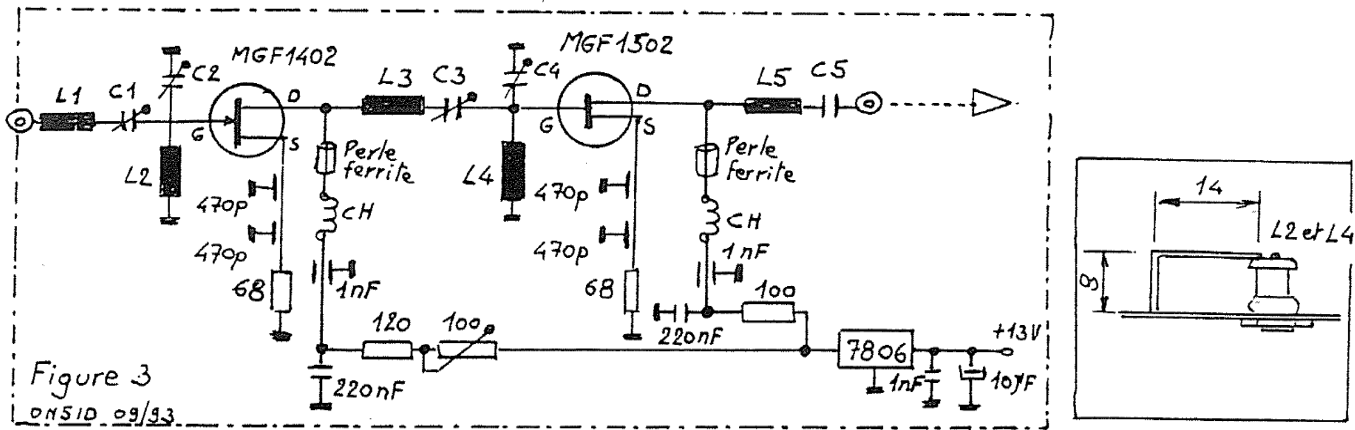 MGF1402
MGF1502
L1
C1
C2
G
D
S
L2
L3
C3
C4
G
D
S
L4
L5
C5
Perle
ferrite
CH
470p
470p
68
1nF
Perle
ferrite
CH
470p
470p
68
1nF
120
100
220nF
220nF
100
7806
+13V
1nF
10µF
Figure 3
ON5ID 09/93
14
L2 et L4
8